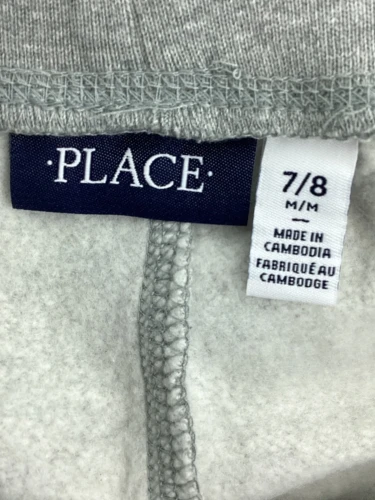 ·PLACE·
7/8
M/M
MADE IN
CAMBODIA
FABRIQUÉ AU
CAMBODGE